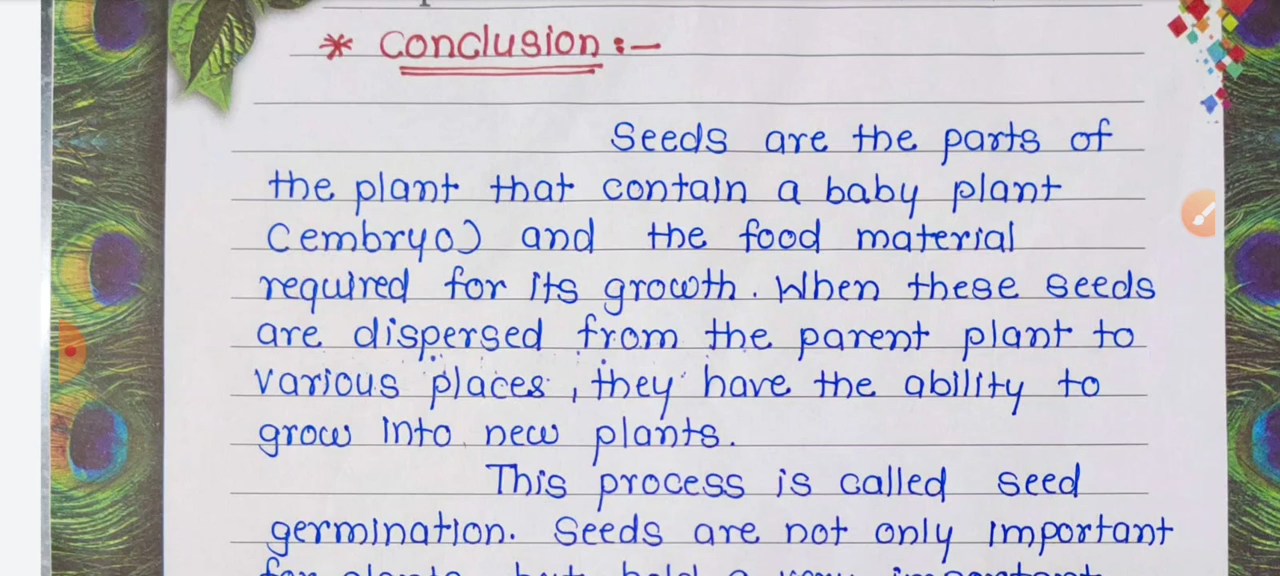 * Conclusion :-
Seeds are the parts of
the plant that contain a baby plant
(embryo) and the food material
required for its growth. When these seeds
are dispersed from the parent plant to
various places, they have the ability to
grow into new plants.
This process is called seed
germination. Seeds are not only important